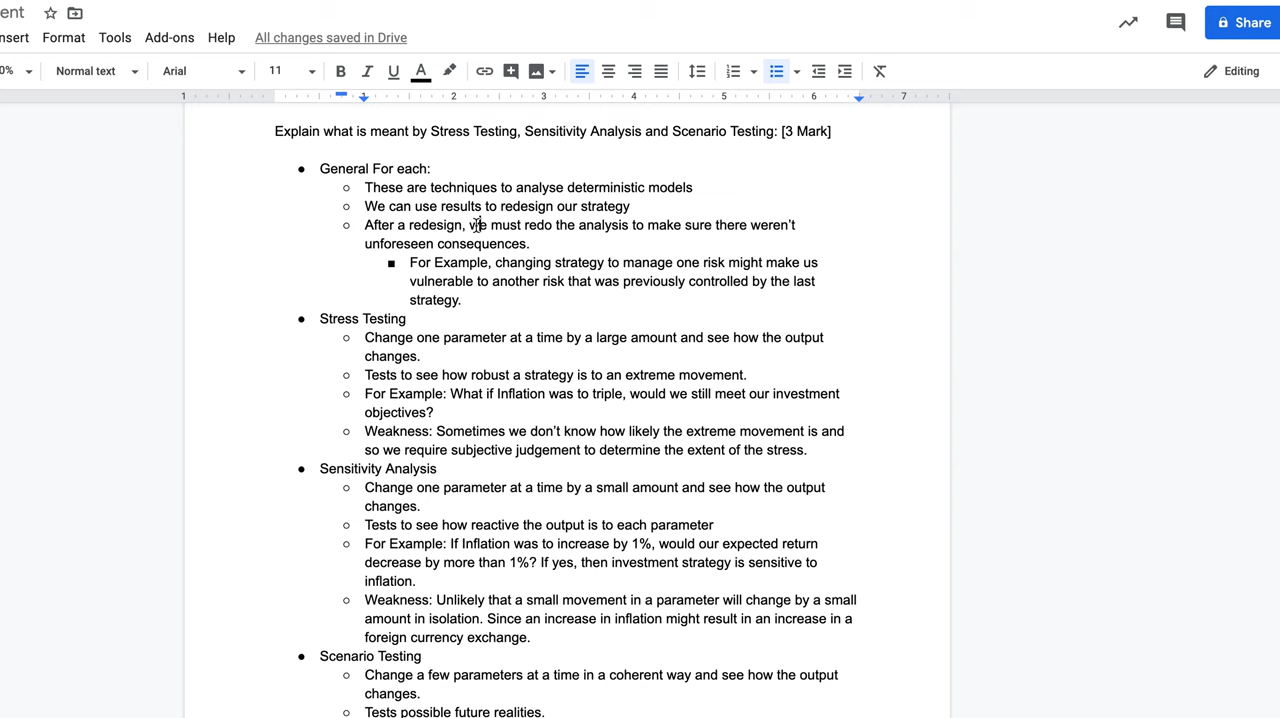 ent
nsert Format Tools Add-ons Help All changes saved in Drive
Share
0% Normal text Arial 11 B I U A Editing
1 1 2 3 4 5 6 7
Explain what is meant by Stress Testing, Sensitivity Analysis and Scenario Testing: [3 Mark]
● General For each:
○ These are techniques to analyse deterministic models
○ We can use results to redesign our strategy
○ After a redesign, we must redo the analysis to make sure there weren't
unforeseen consequences.
■ For Example, changing strategy to manage one risk might make us
vulnerable to another risk that was previously controlled by the last
strategy.
● Stress Testing
○ Change one parameter at a time by a large amount and see how the output
changes.
○ Tests to see how robust a strategy is to an extreme movement.
○ For Example: What if Inflation was to triple, would we still meet our investment
objectives?
○ Weakness: Sometimes we don't know how likely the extreme movement is and
so we require subjective judgement to determine the extent of the stress.
● Sensitivity Analysis
○ Change one parameter at a time by a small amount and see how the output
changes.
○ Tests to see how reactive the output is to each parameter
○ For Example: If Inflation was to increase by 1%, would our expected return
decrease by more than 1%? If yes, then investment strategy is sensitive to
inflation.
○ Weakness: Unlikely that a small movement in a parameter will change by a small
amount in isolation. Since an increase in inflation might result in an increase in a
foreign currency exchange.
● Scenario Testing
○ Change a few parameters at a time in a coherent way and see how the output
changes.
○ Tests possible future realities.